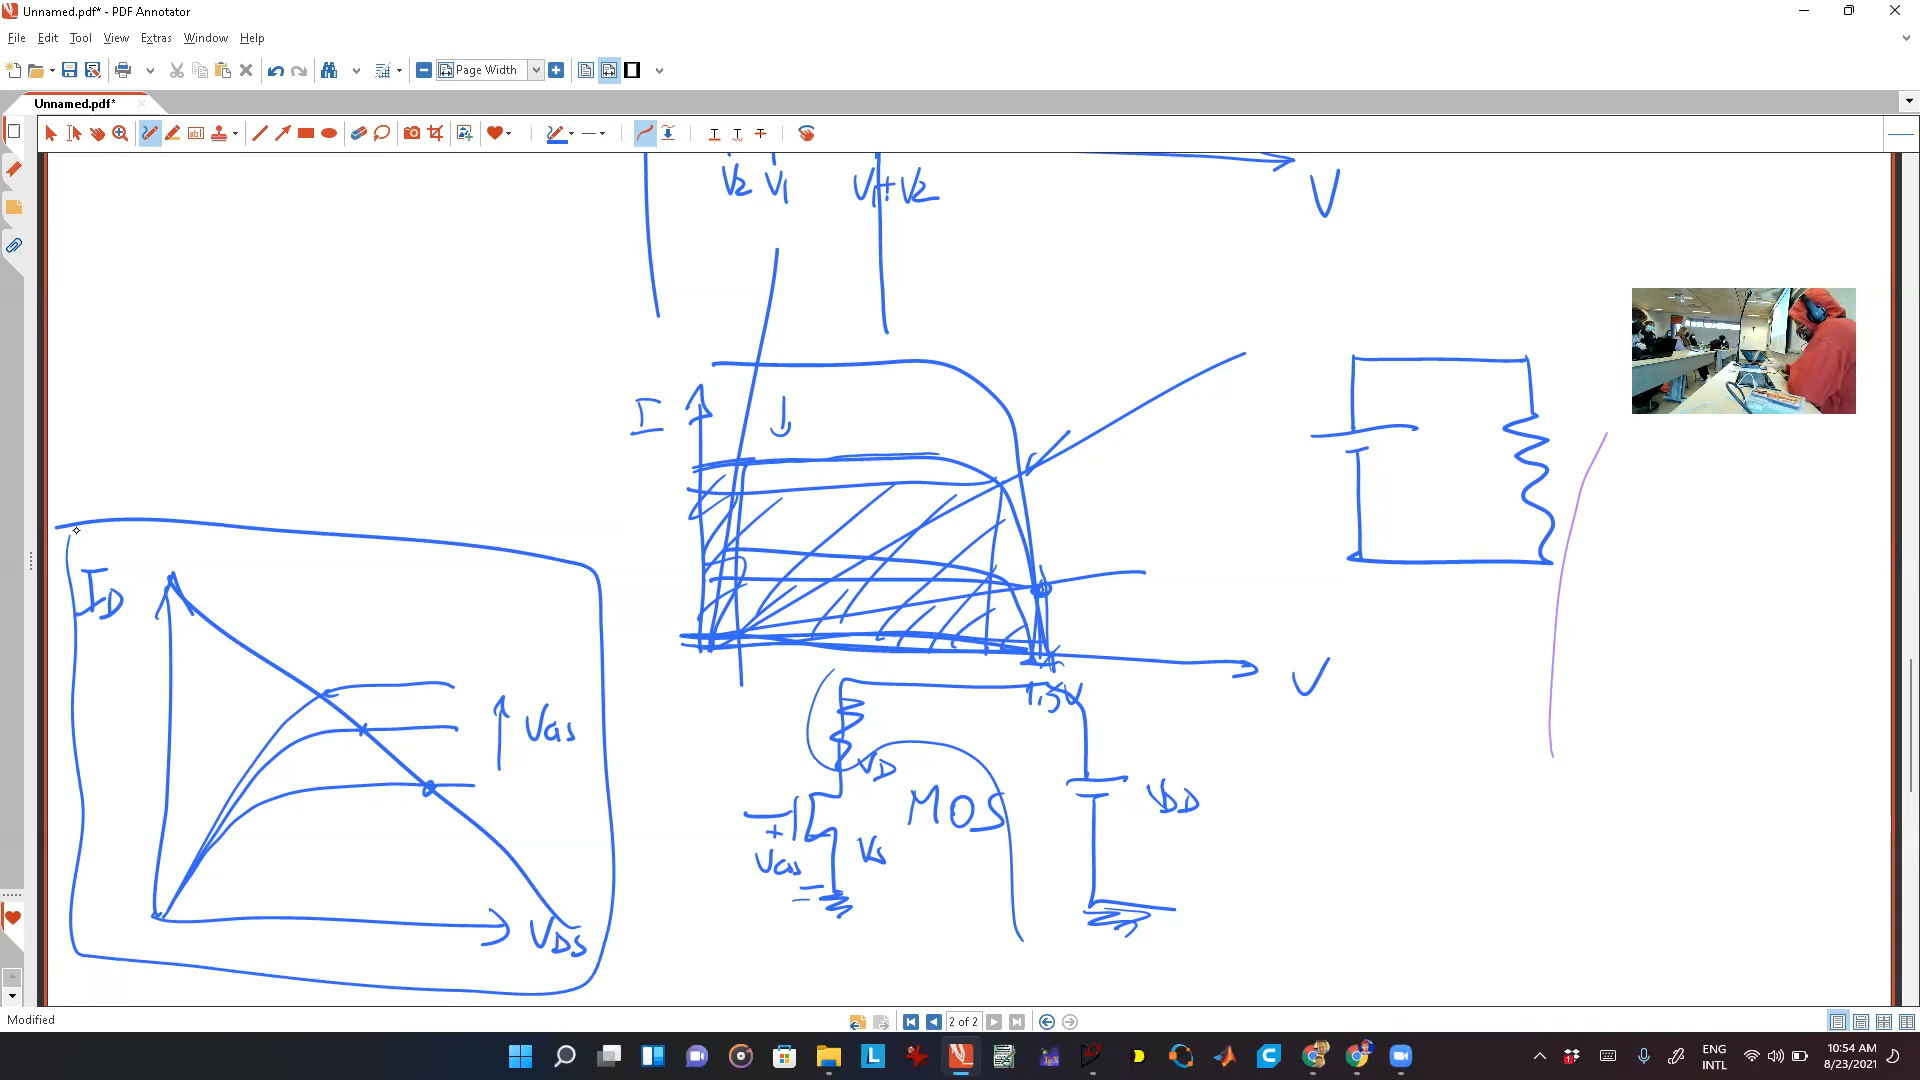 Unnamed.pdf* - PDF Annotator
File Edit Tool View Extras Window Help
Page Width
Unnamed.pdf*
V2 V1 V1+V2 V
I
V
1.5V
ID
VGS
VDS
VD
MOS
VDD
VGS
VS
+
Modified
2 of 2
ENG
INTL
10:54 AM
8/23/2021